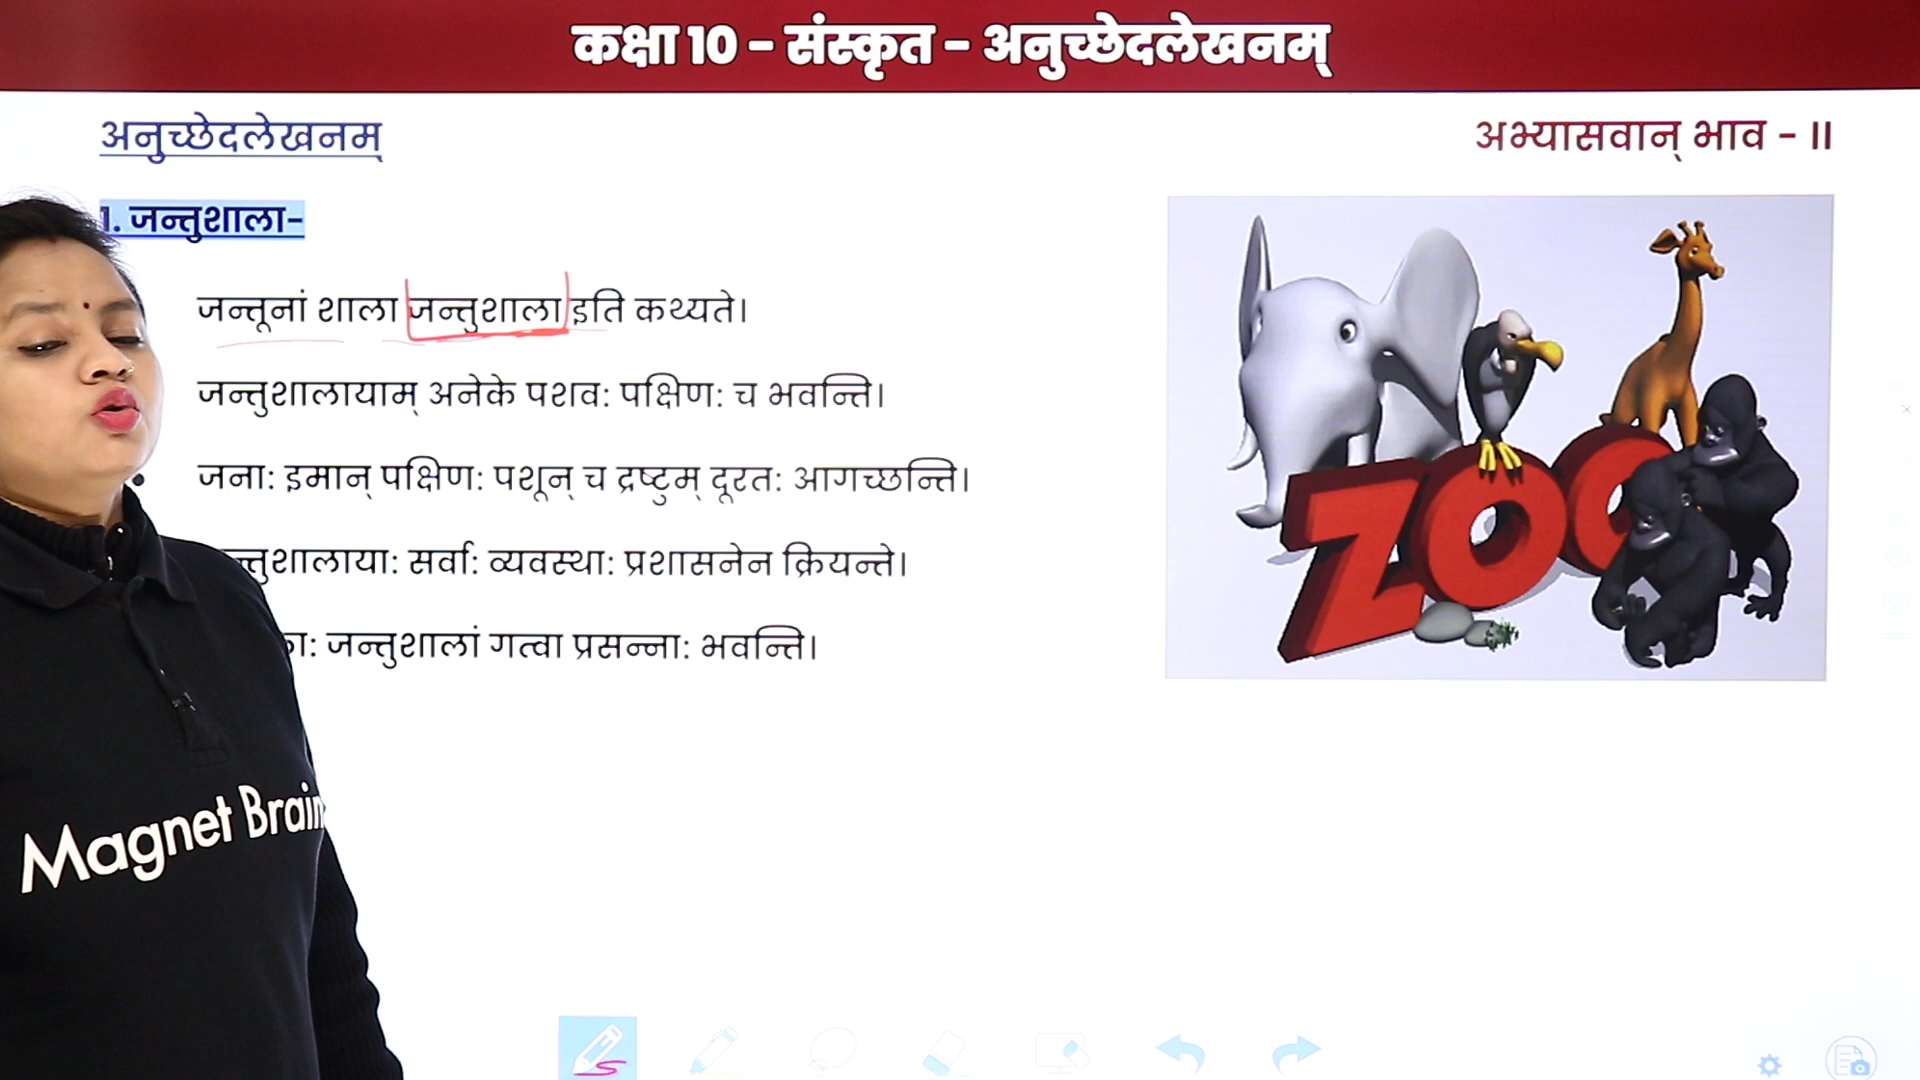 कक्षा 10 - संस्कृत - अनुच्छेदलेखनम्
अनुच्छेदलेखनम्
अभ्यासवान् भाव - II
1. जन्तुशाला-
जन्तूनां शाला जन्तुशाला इति कथ्यते।
जन्तुशालायाम् अनेके पशवः पक्षिणः च भवन्ति।
जनाः इमान् पक्षिणः पशून् च द्रष्टुम् दूरतः आगच्छन्ति।
सर्वाः व्यवस्थाः प्रशासनेन क्रियन्ते।
जन्तुशालां गत्वा प्रसन्नाः भवन्ति।
ZOO
Magnet Brain